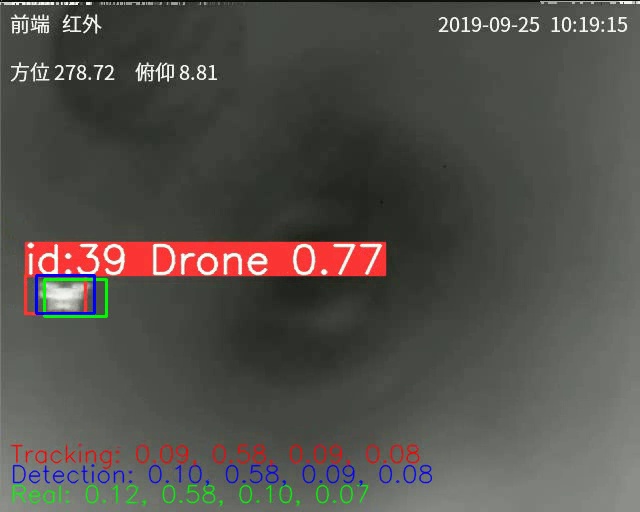 前端 红外 2019-09-25 10:19:15
方位 278.72 俯仰 8.81
id:39 Drone 0.77
Tracking: 0.09, 0.58, 0.09, 0.08
Detection: 0.10, 0.58, 0.09, 0.08
Real: 0.12, 0.58, 0.10, 0.07